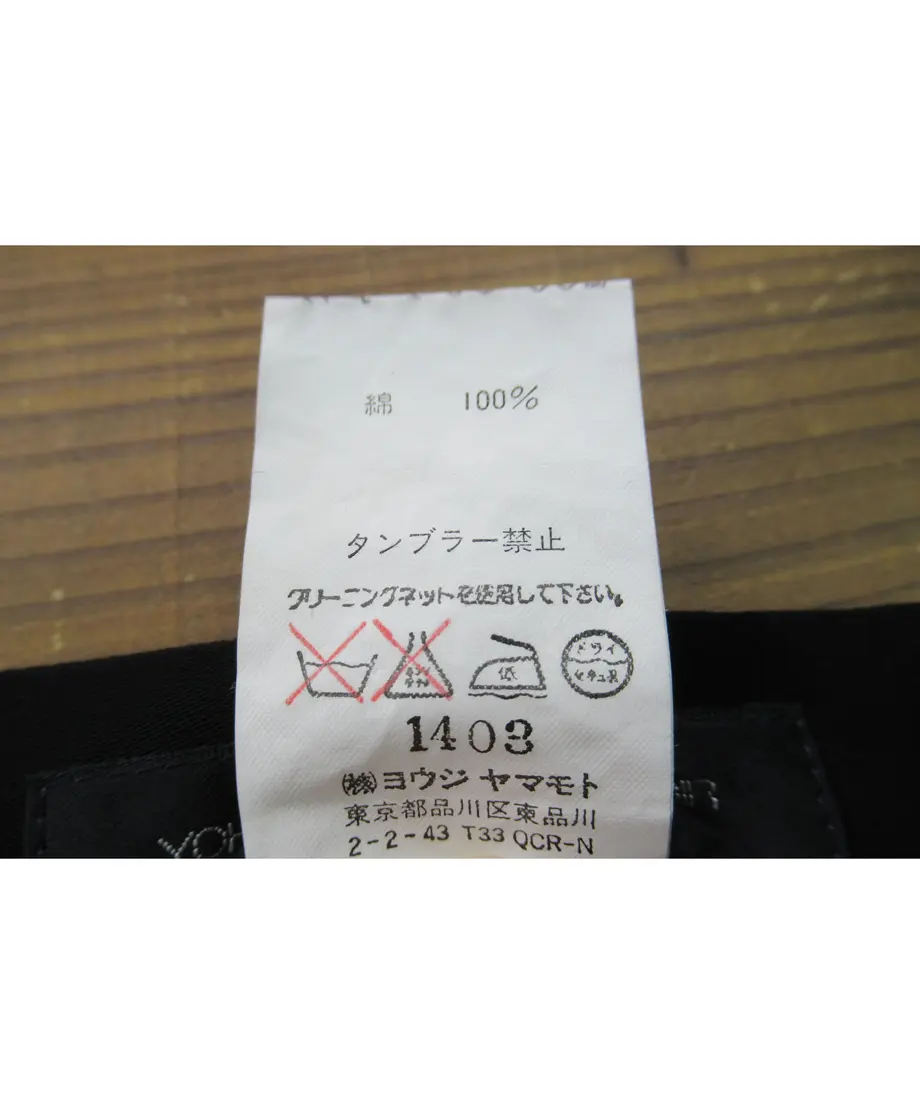 綿 100%
タンブラー禁止
クリーニングネットを使用して下さい。
低 ドライ
セキユ系
1403
㈱ヨウジ ヤマモト
東京都品川区東品川
2-2-43 T33 QCR-N